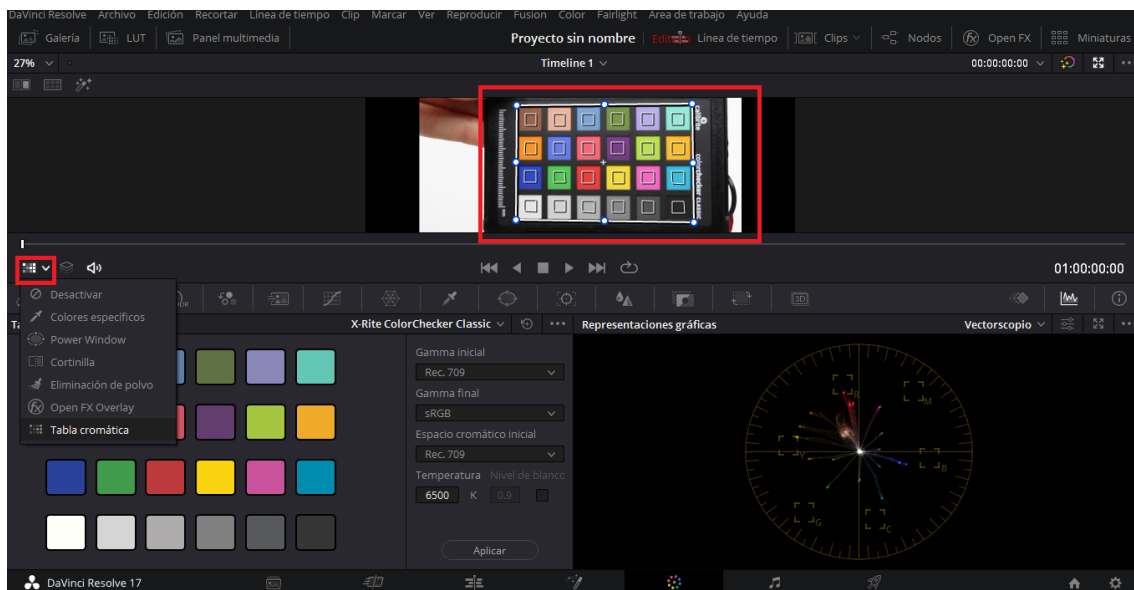 DaVinci Resolve Archivo Edición Recortar Línea de tiempo Clip Marcar Ver Reproducir Fusion Color Fairlight Área de trabajo Ayuda
Galería LUT Panel multimedia Proyecto sin nombre Línea de tiempo Clips Nodos Open FX Miniaturas
27% Timeline 1 00:00:00:00
calibrite colorchecker CLASSIC
01:00:00:00
Desactivar
Colores específicos
Power Window
Cortinilla
Eliminación de polvo
Open FX Overlay
Tabla cromática
3D
X-Rite ColorChecker Classic
Representaciones gráficas Vectorscopio
Gamma inicial
Rec. 709
Gamma final
sRGB
Espacio cromático inicial
Rec. 709
Temperatura Nivel de blanco
6500 K 0.9
Aplicar
R
M
Y
B
G
C
DaVinci Resolve 17